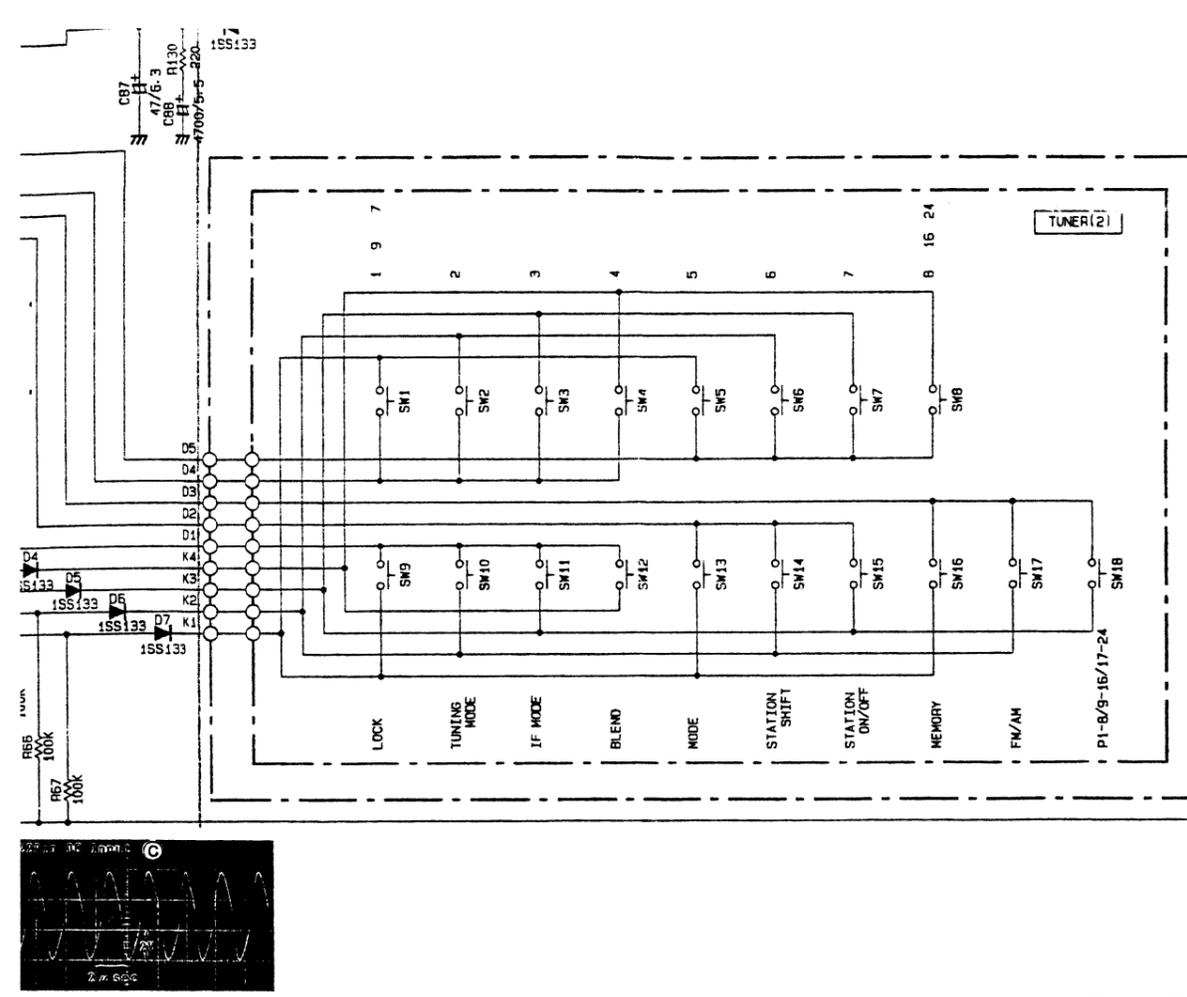 1SS133
R130
220
C87
47/6.3
C88
4700/5.5
TUNER(2)
7
9
1
2
3
4
5
6
7
24
16
8
SW1
SW2
SW3
SW4
SW5
SW6
SW7
SW8
D5
D4
D3
D2
D1
K4
K3
K2
K1
D4
SS133
D5
1SS133
D6
1SS133
D7
1SS133
SW9
SW10
SW11
SW12
SW13
SW14
SW15
SW16
SW17
SW18
LOCK
TUNING
MODE
IF MODE
BLEND
MODE
STATION
SHIFT
STATION
ON/OFF
MEMORY
FM/AM
P1-8/9-16/17-24
R66
100K
R67
100K
C
2V
2msec